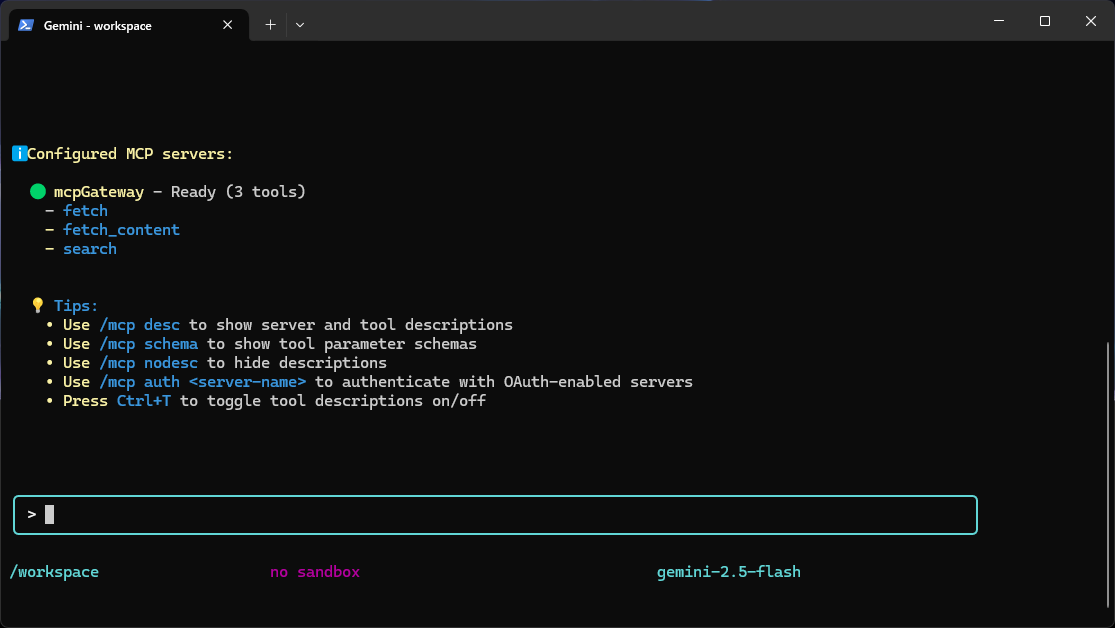 Gemini - workspace
Configured MCP servers:
mcpGateway - Ready (3 tools)
- fetch
- fetch_content
- search
Tips:
• Use /mcp desc to show server and tool descriptions
• Use /mcp schema to show tool parameter schemas
• Use /mcp nodesc to hide descriptions
• Use /mcp auth <server-name> to authenticate with OAuth-enabled servers
• Press Ctrl+T to toggle tool descriptions on/off
>
/workspace no sandbox gemini-2.5-flash